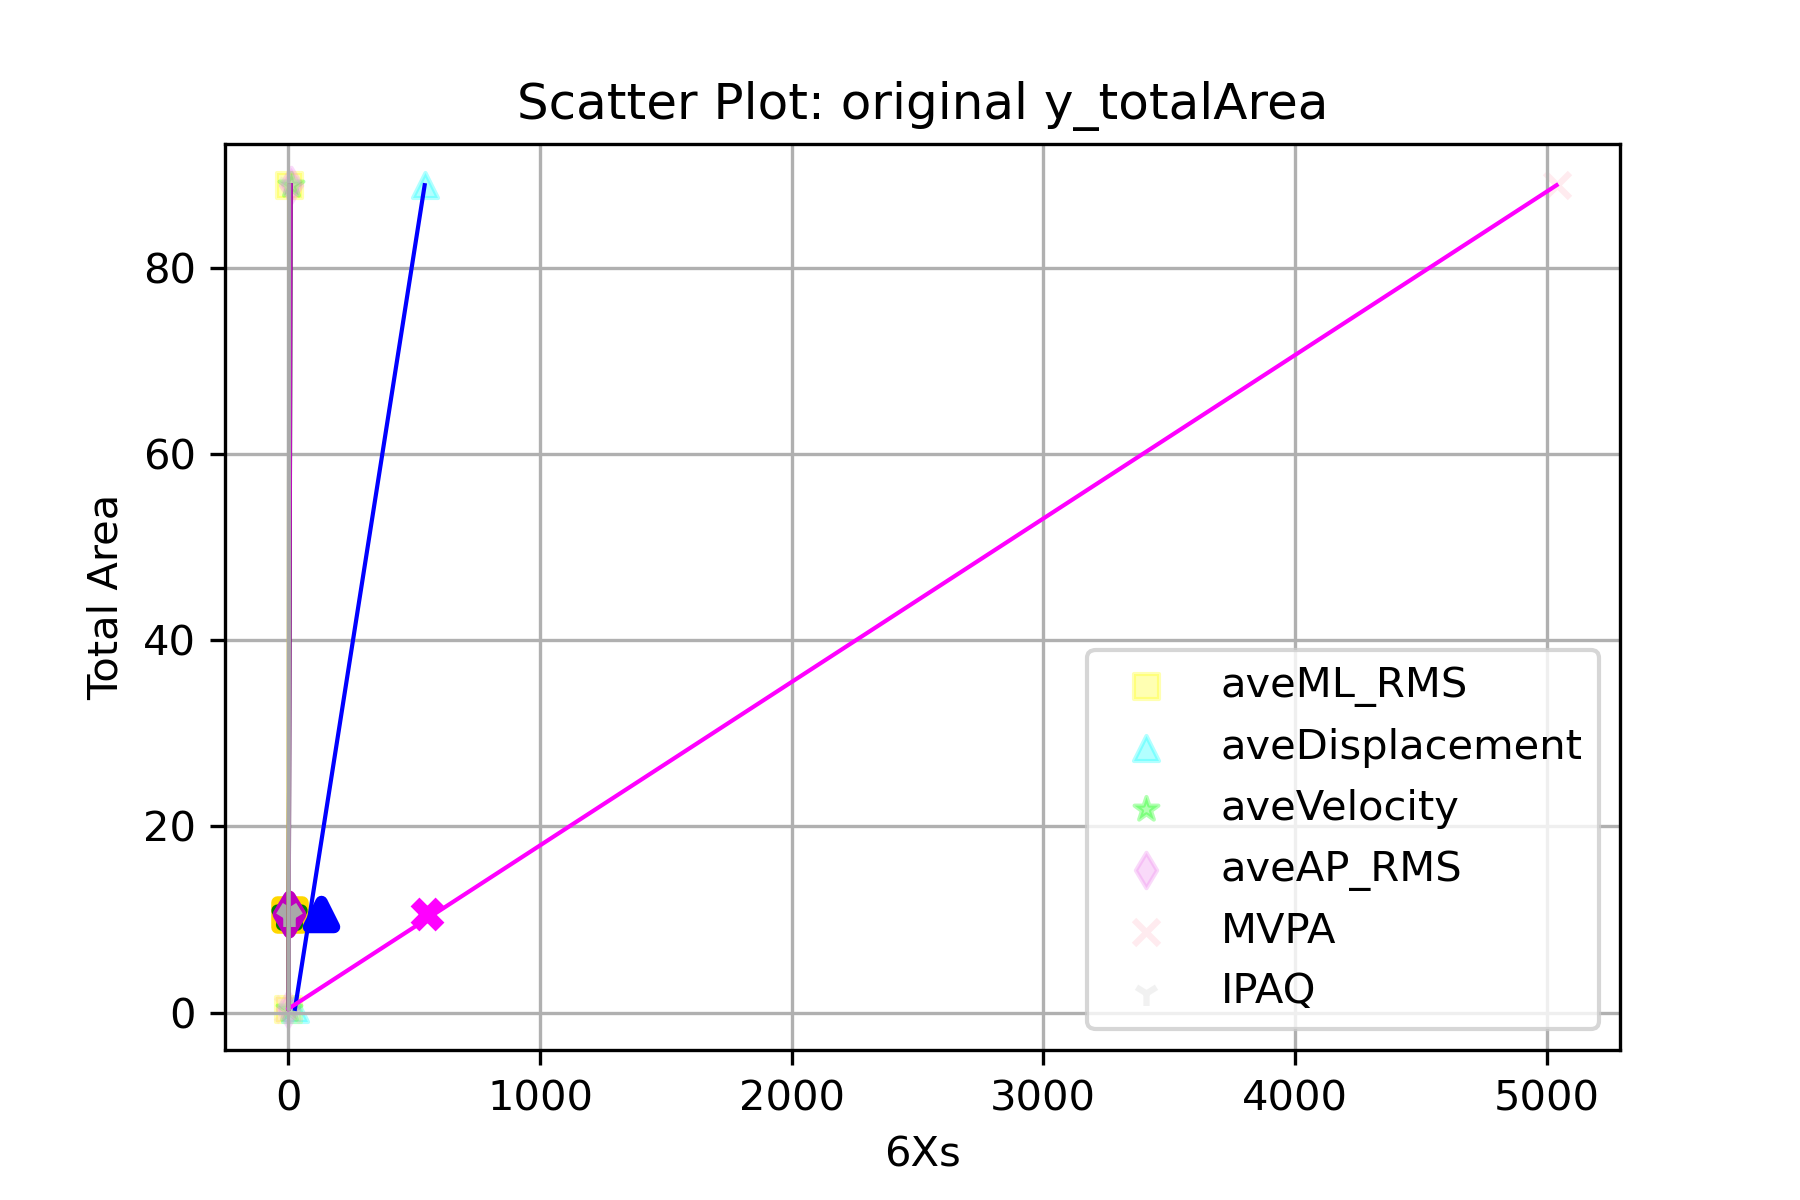 Scatter Plot: original y_totalArea
Total Area
80
60
40
20
0
0 1000 2000 3000 4000 5000
6Xs
aveML_RMS
aveDisplacement
aveVelocity
aveAP_RMS
MVPA
IPAQ